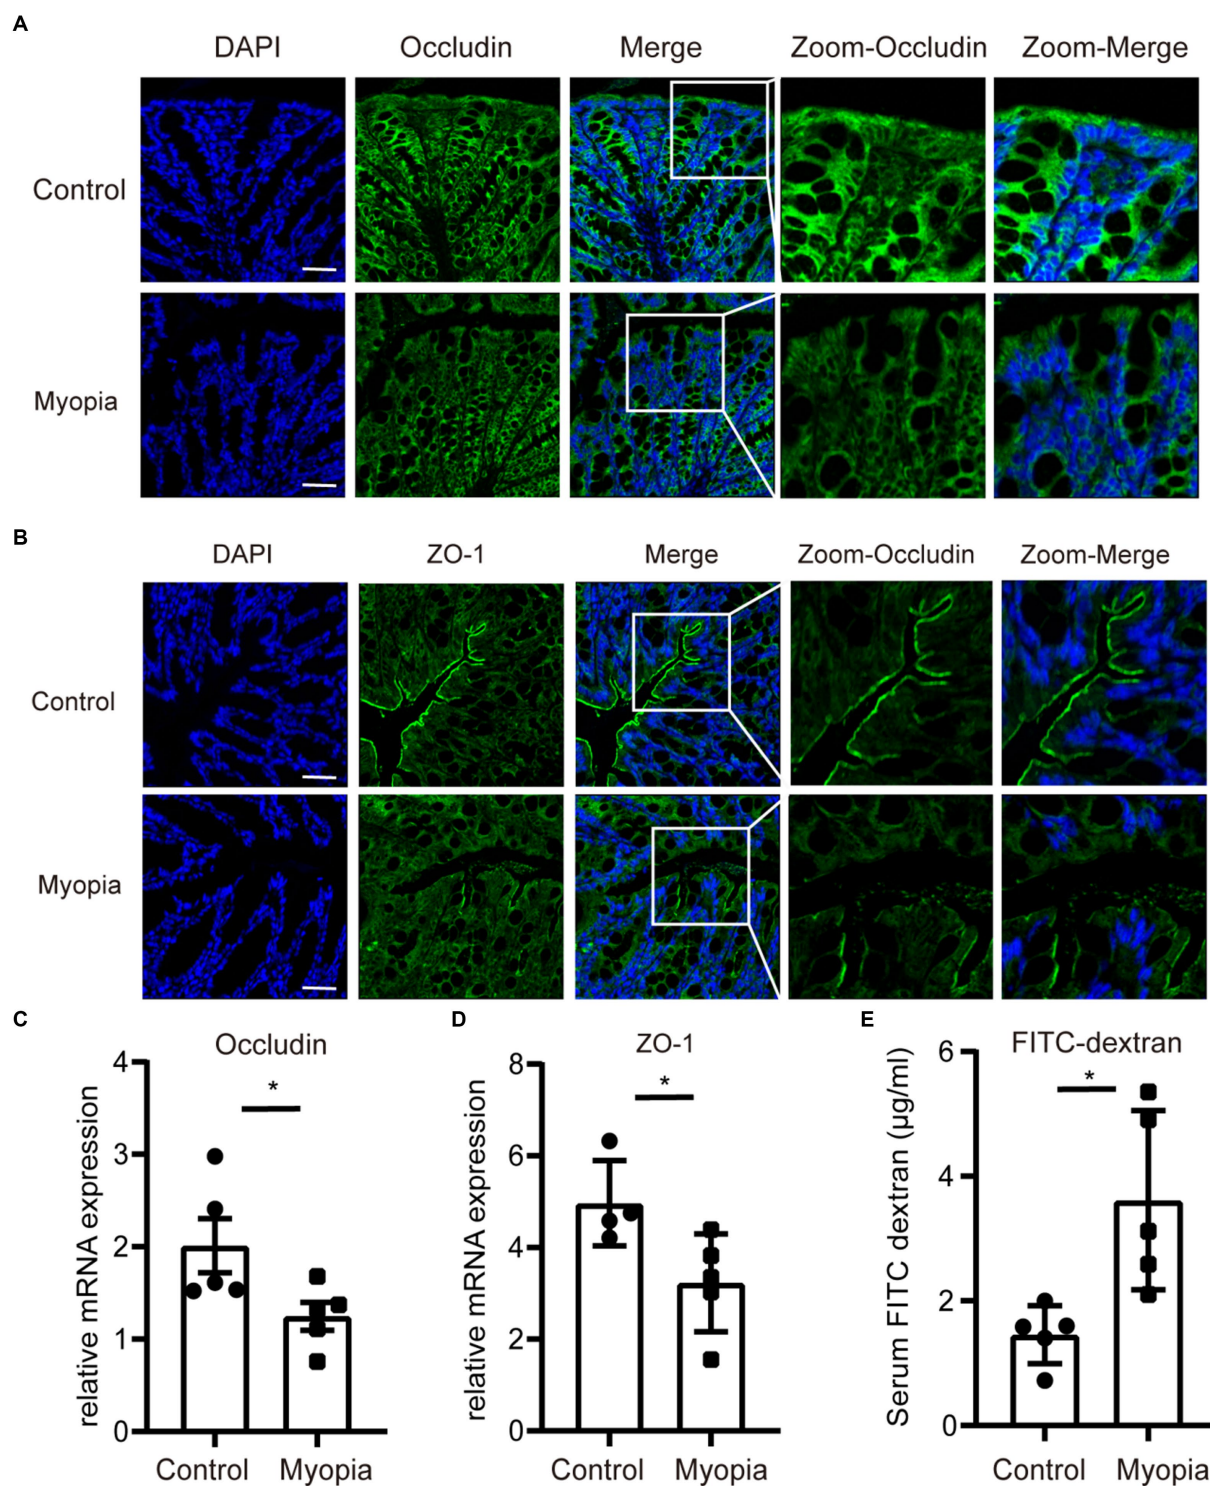 A
DAPI Occludin Merge Zoom-Occludin Zoom-Merge
Control
Myopia
B
DAPI ZO-1 Merge Zoom-Occludin Zoom-Merge
Control
Myopia
C
Occludin
*
relative mRNA expression
4
3
2
1
0
Control Myopia
D
ZO-1
*
relative mRNA expression
8
6
4
2
0
Control Myopia
E
FITC-dextran
*
Serum FITC dextran (μg/ml)
6
4
2
0
Control Myopia